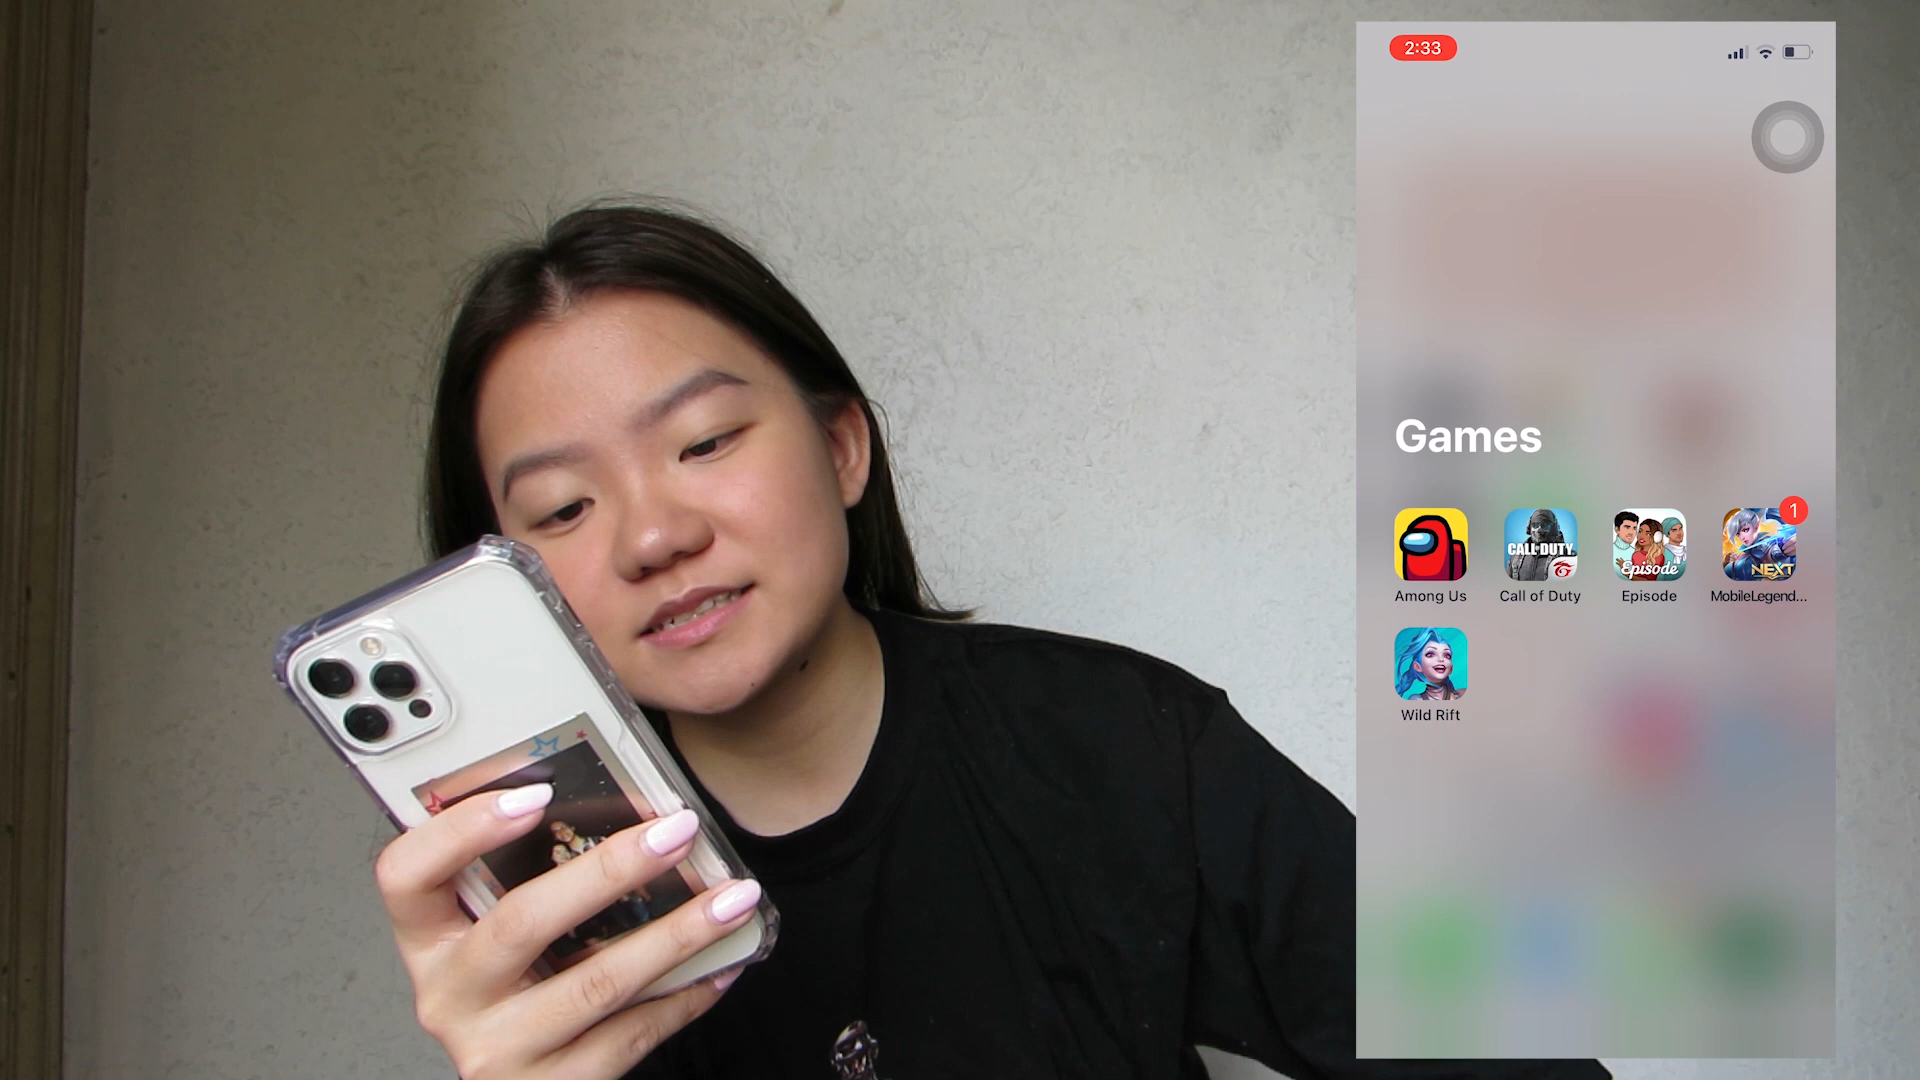 2:33
Games
1
CALL DUTY
Episode
NEXT
Among Us
Call of Duty
Episode
MobileLegend...
Wild Rift